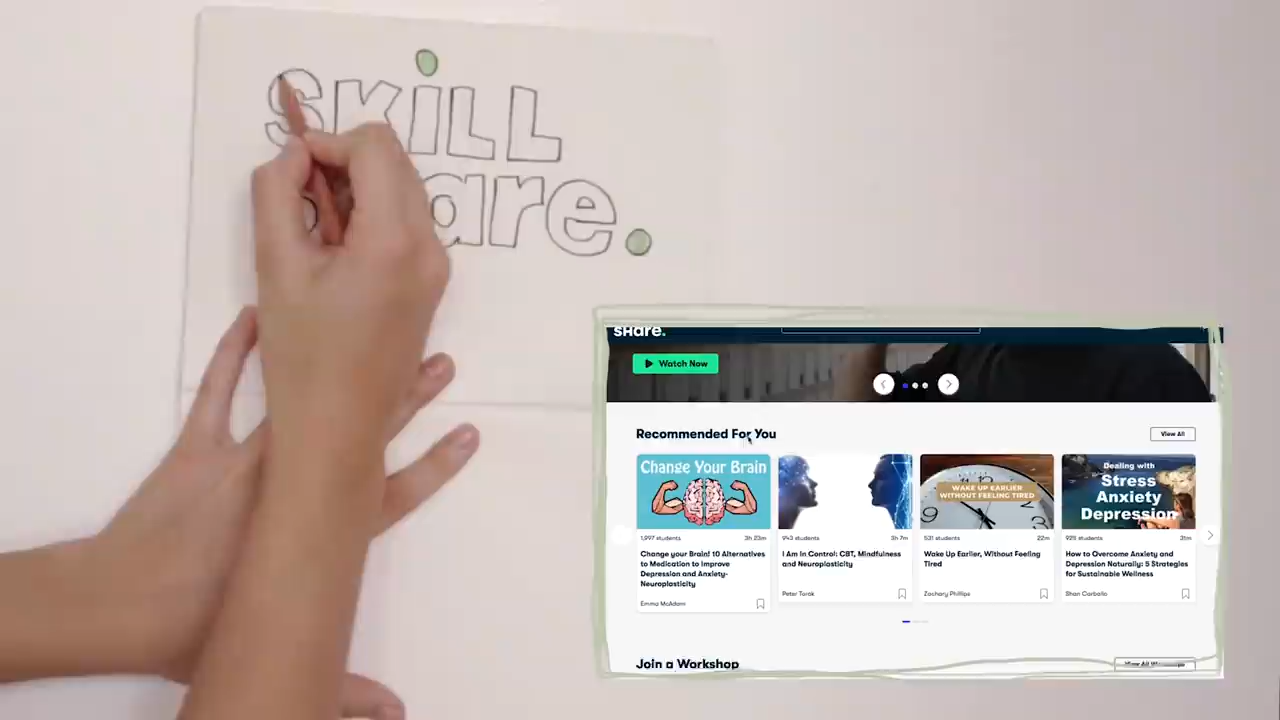 SKiLL
are.
share.
Watch Now
Recommended For You
View All
Change Your Brain
WAKE UP EARLIER
WITHOUT FEELING TIRED
Dealing with
Stress
Anxiety
Depression
1,997 students 3h 23m
943 students 3h 7m
531 students 22m
925 students 31m
Change your Brain! 10 Alternatives
to Medication to Improve
Depression and Anxiety-
Neuroplasticity
Emma McAdam
I Am In Control: CBT, Mindfulness
and Neuroplasticity
Peter Torok
Wake Up Earlier, Without Feeling
Tired
Zachary Phillips
How to Overcome Anxiety and
Depression Naturally: 5 Strategies
for Sustainable Wellness
Shan Carballo
Join a Workshop
View All